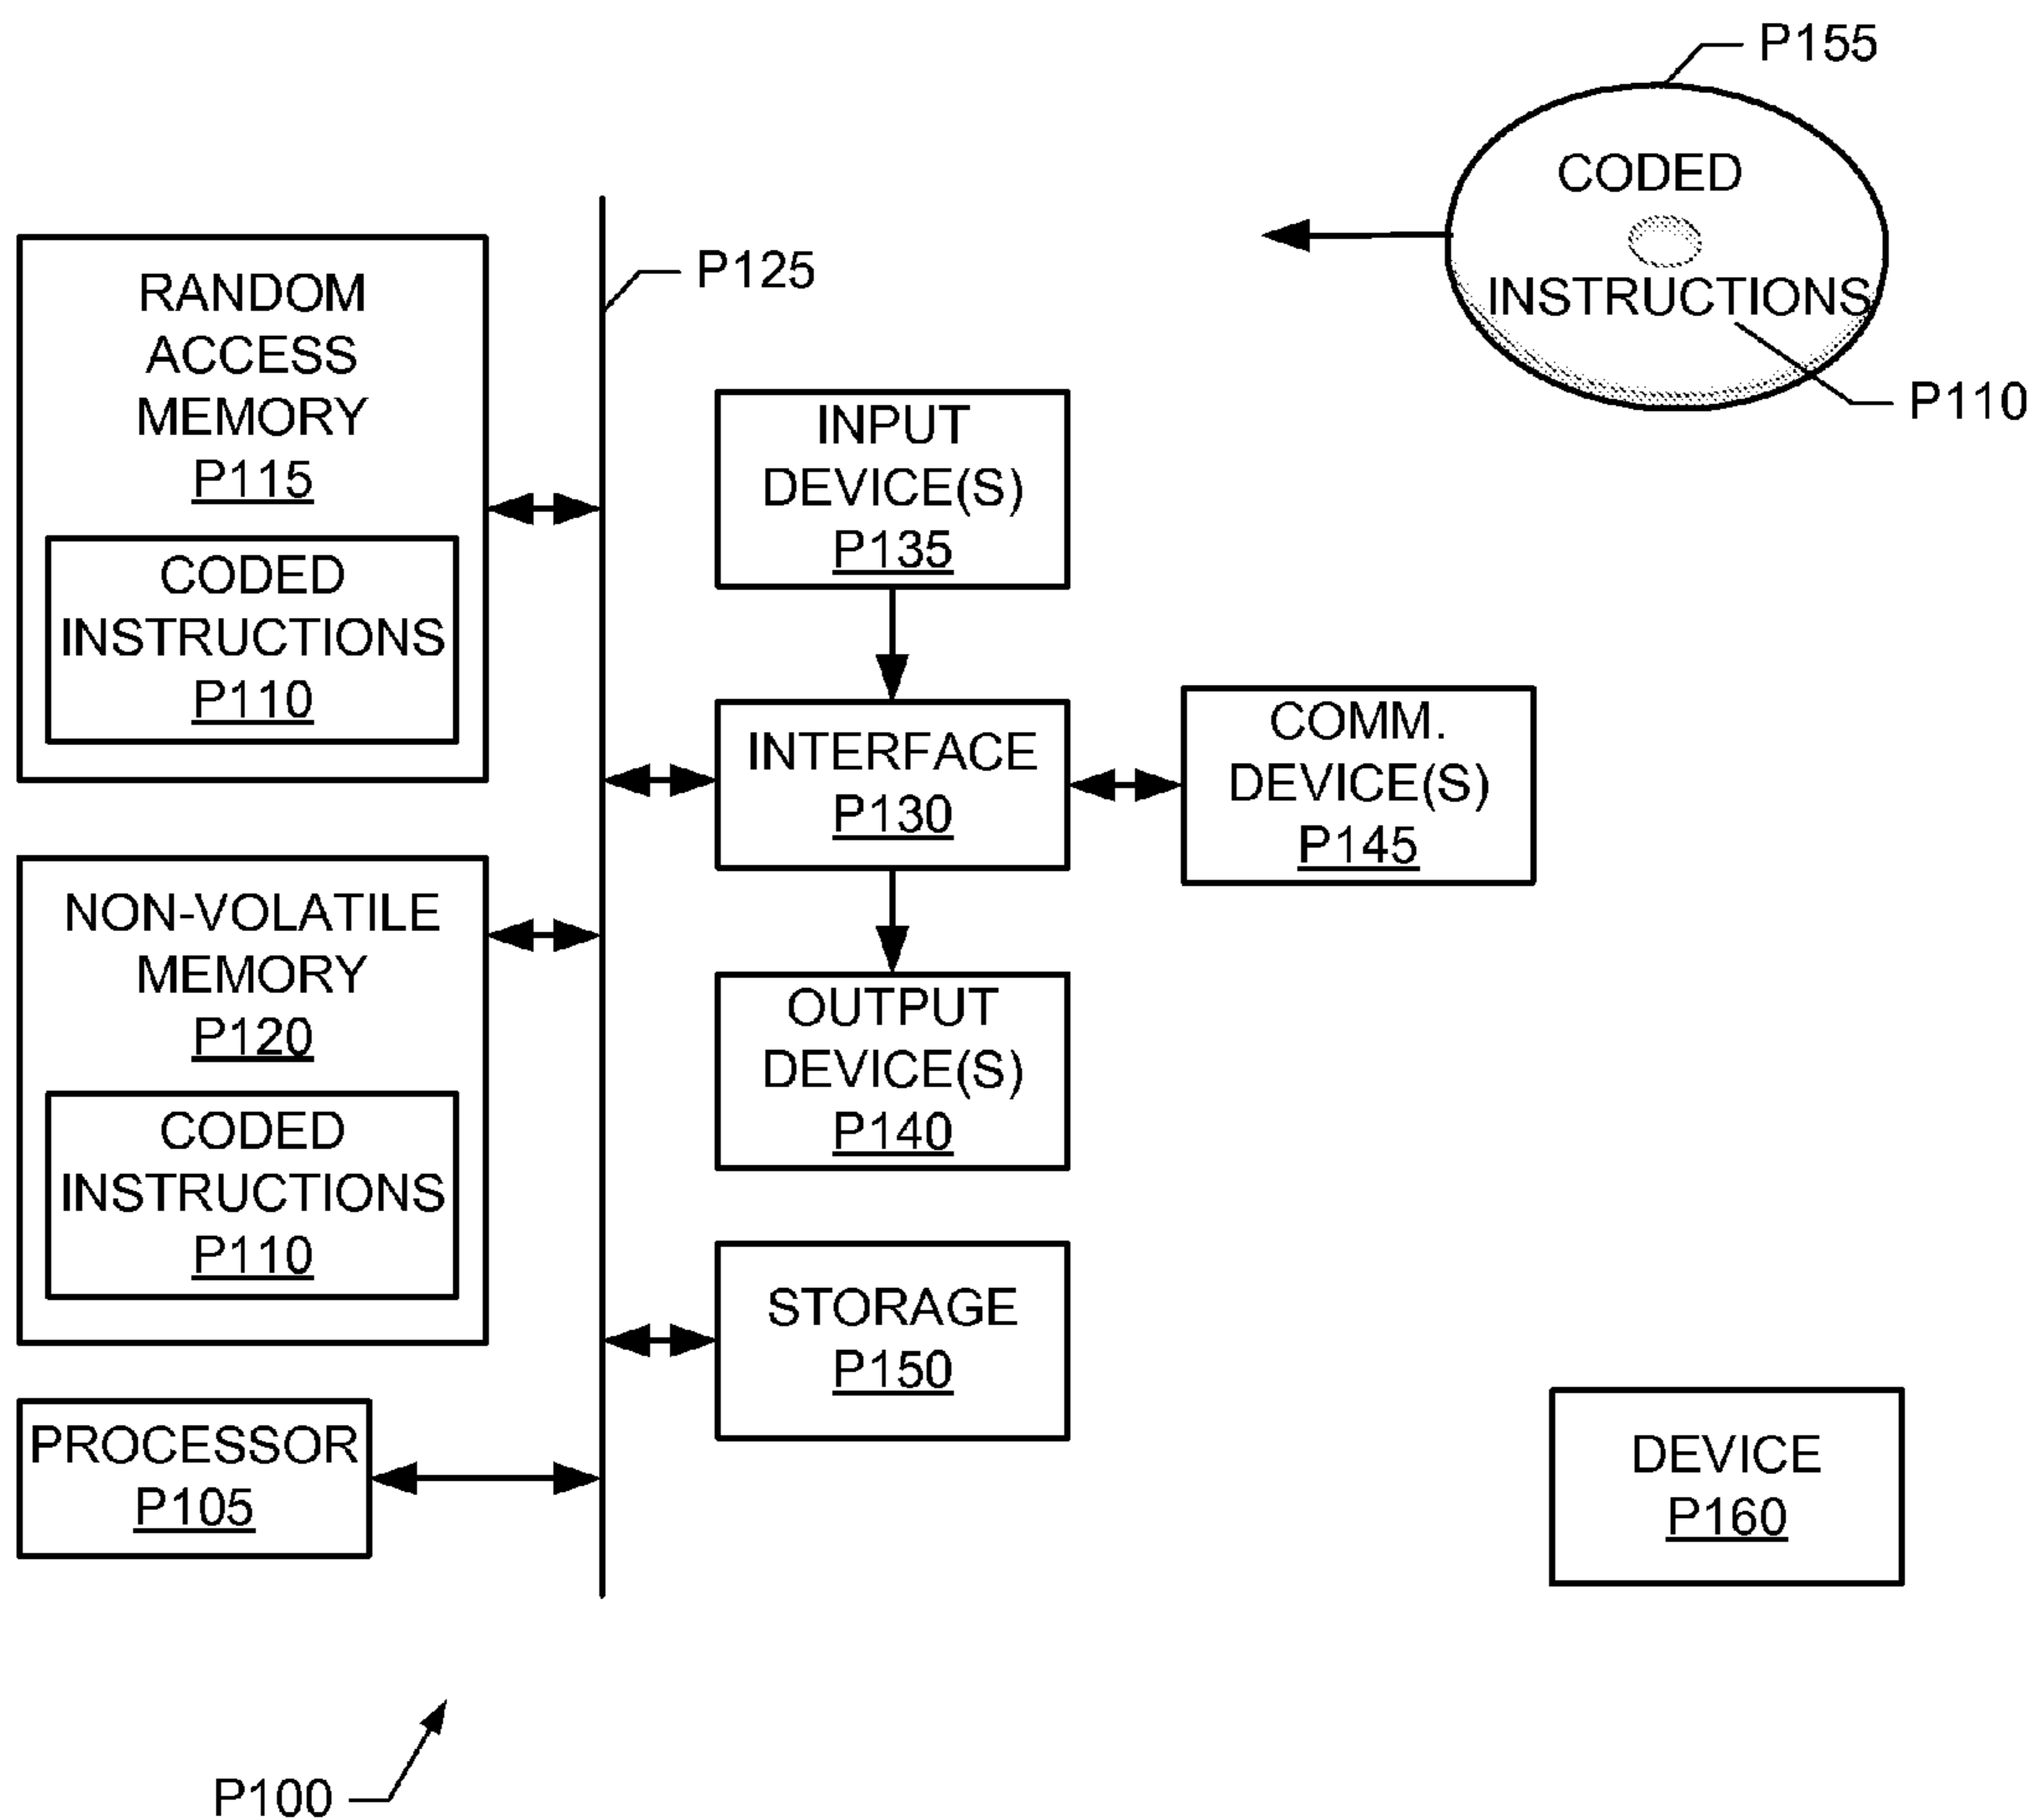 P155
CODED
INSTRUCTIONS
P110
P125
RANDOM
ACCESS
MEMORY
P115
CODED
INSTRUCTIONS
P110
INPUT
DEVICE(S)
P135
INTERFACE
P130
COMM.
DEVICE(S)
P145
NON-VOLATILE
MEMORY
P120
CODED
INSTRUCTIONS
P110
OUTPUT
DEVICE(S)
P140
STORAGE
P150
PROCESSOR
P105
DEVICE
P160
P100